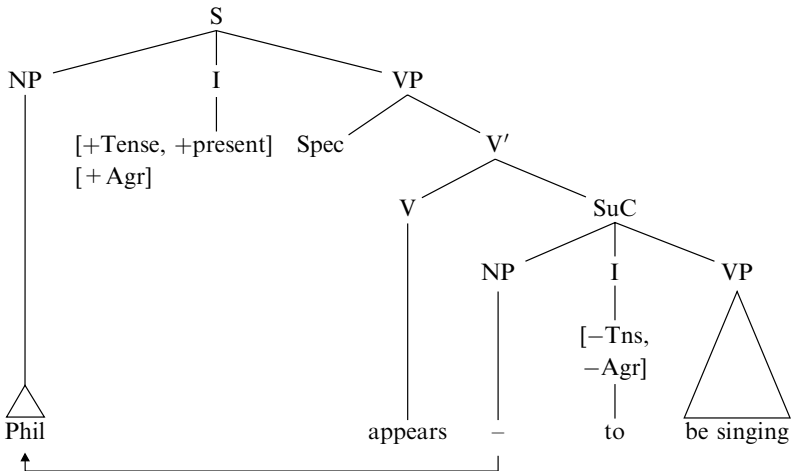 S
NP I VP
[+Tense, +present] Spec V′
[+Agr]
V SuC
NP I VP
[−Tns,
−Agr]
Phil appears – to be singing